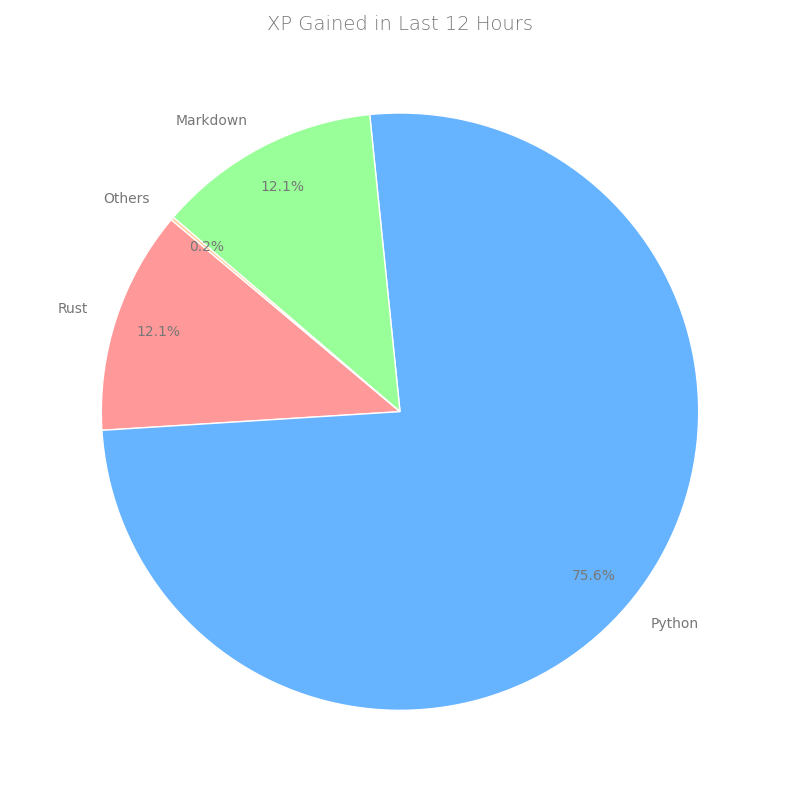 XP Gained in Last 12 Hours
Markdown
12.1%
Others
0.2%
Rust
12.1%
75.6%
Python